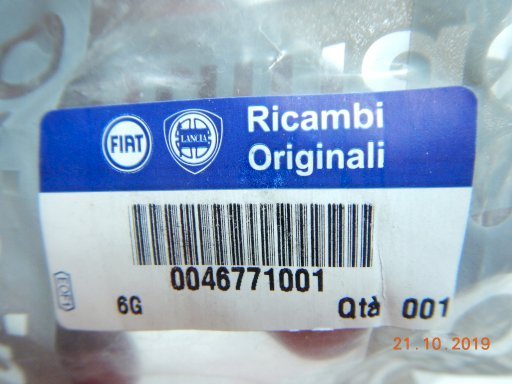 FIAT
LANCIA
Ricambi
Originali
0046771001
6G
Qtà 001
21.10.2019